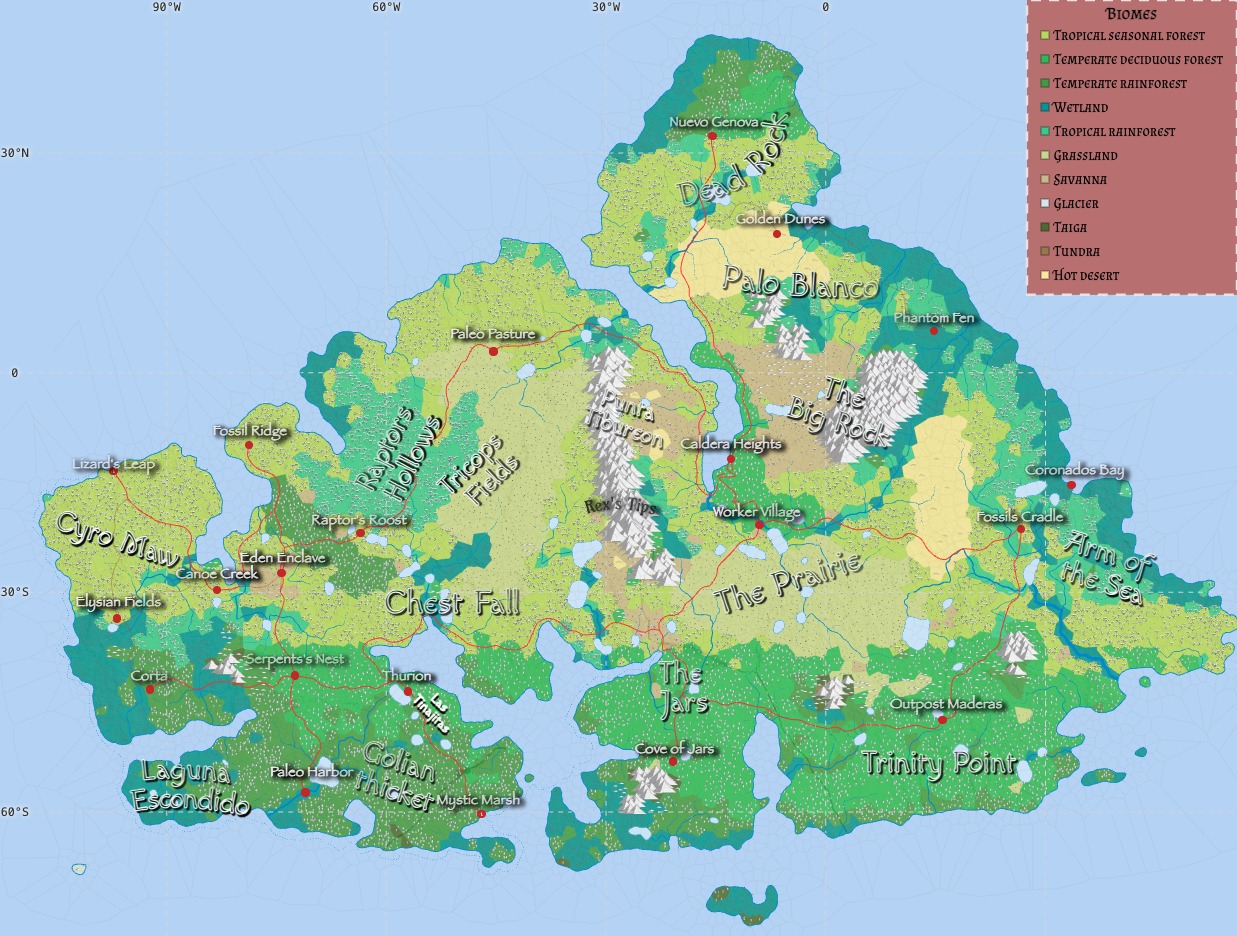 90°W
60°W
30°W
0
Biomes
Tropical seasonal forest
Temperate deciduous forest
Temperate rainforest
Wetland
Tropical rainforest
Grassland
Savanna
Glacier
Taiga
Tundra
Hot desert
30°N
Nuevo Genova
Dead Rock
Golden Dunes
Palo Blanco
Phantom Fen
Paleo Pasture
0
Punta
Tiourson
The
Big Rock
Raptors
Hollows
Tricops
Fields
Fossil Ridge
Caldera Heights
Lizard's Leap
Coronados Bay
Rex's Tips
Cyro Maw
Raptor's Roost
Worker Village
Fossils Cradle
Eden Enclave
Canoe Creek
Arm of
the Sea
30°S
Elysian Fields
Chest Fall
The Prairie
Serpents's Nest
Corta
Thurion
Las
Tinajitas
The
Jars
Outpost Maderas
Cove of Jars
Golian
thicket
Trinity Point
Laguna
Escondido
Paleo Harbor
Mystic Marsh
60°S